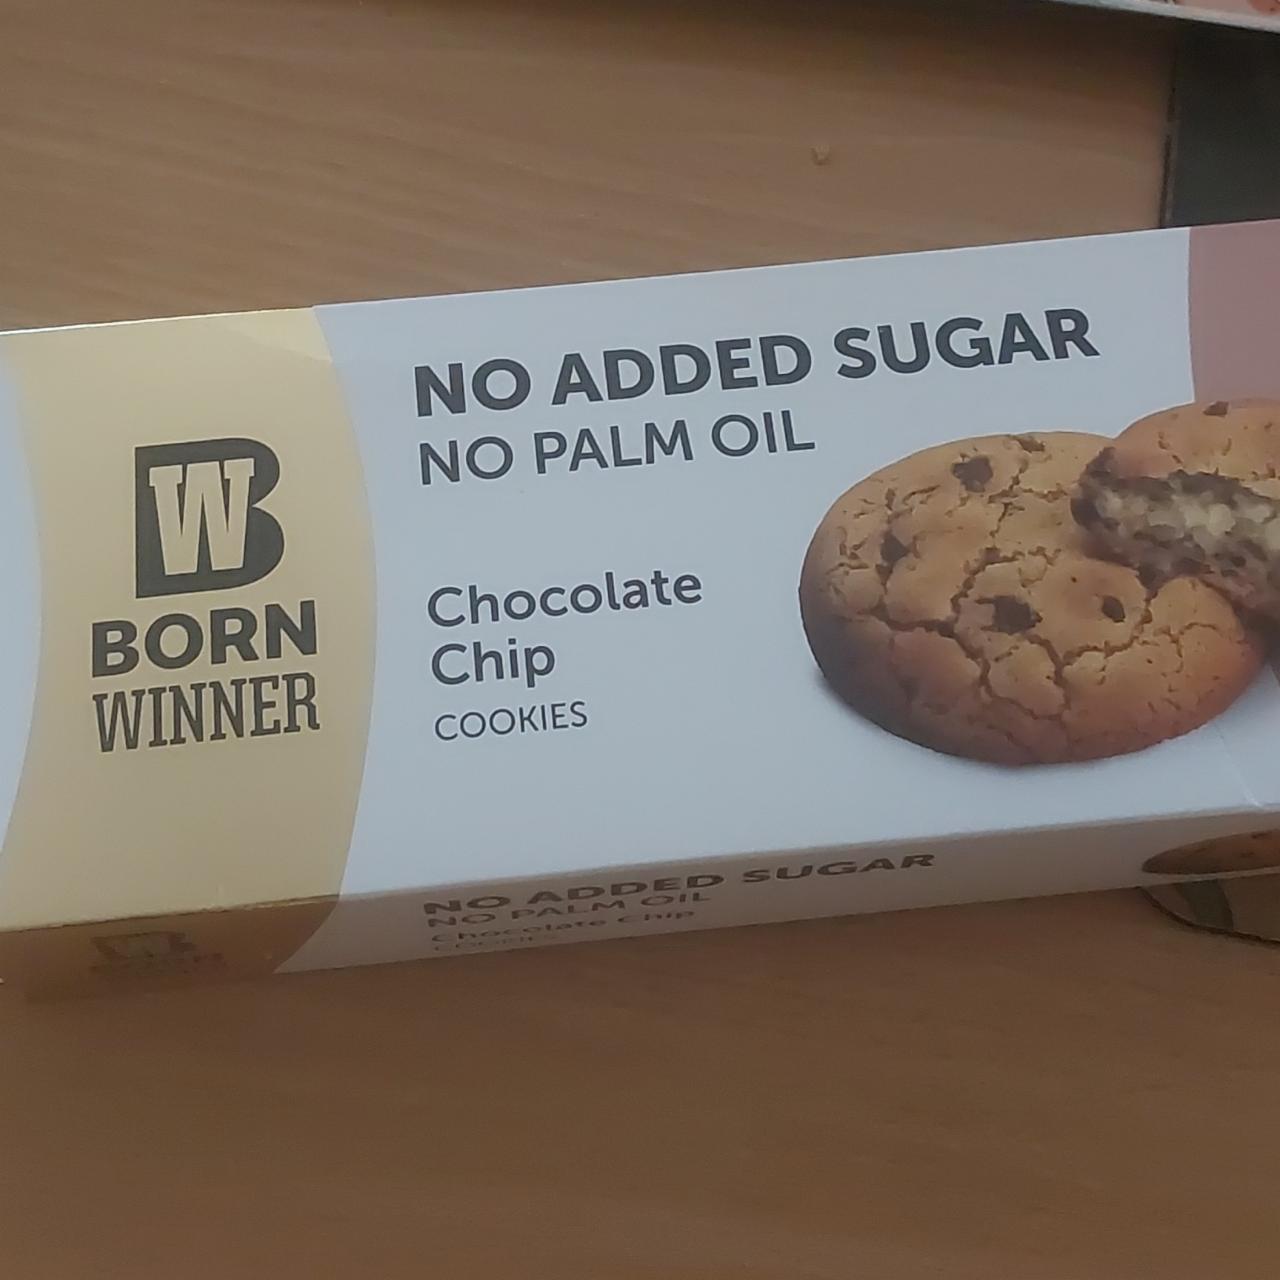 NO ADDED SUGAR
NO PALM OIL
BW
BORN
WINNER
Chocolate
Chip
COOKIES
NO ADDED SUGAR
NO PALM OIL
Chocolate Chip
COOKIES